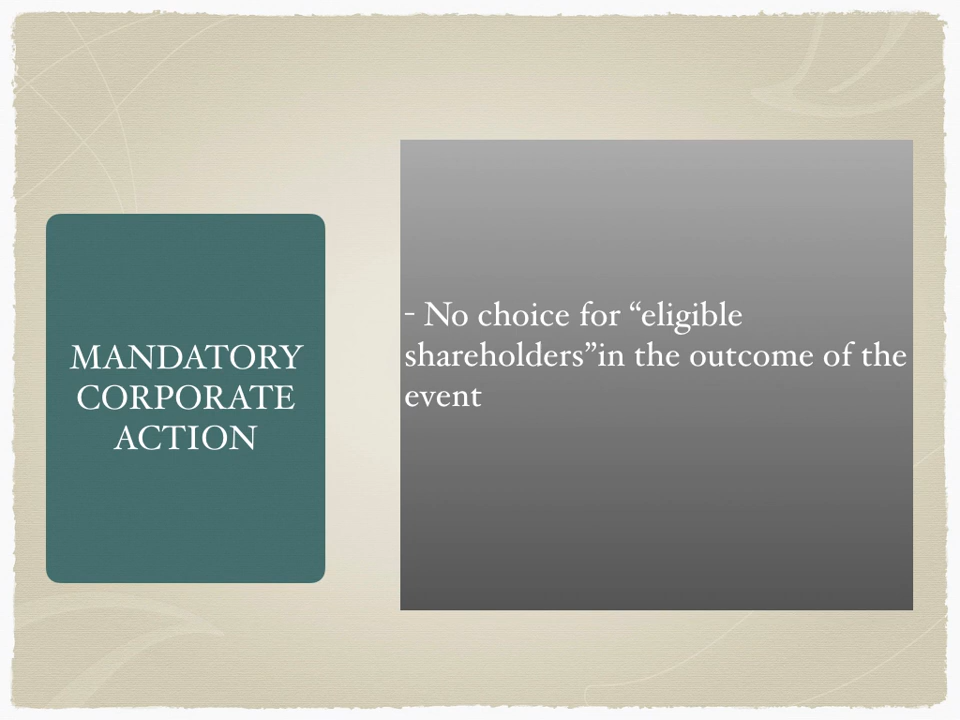 MANDATORY
CORPORATE
ACTION
- No choice for “eligible
shareholders”in the outcome of the
event